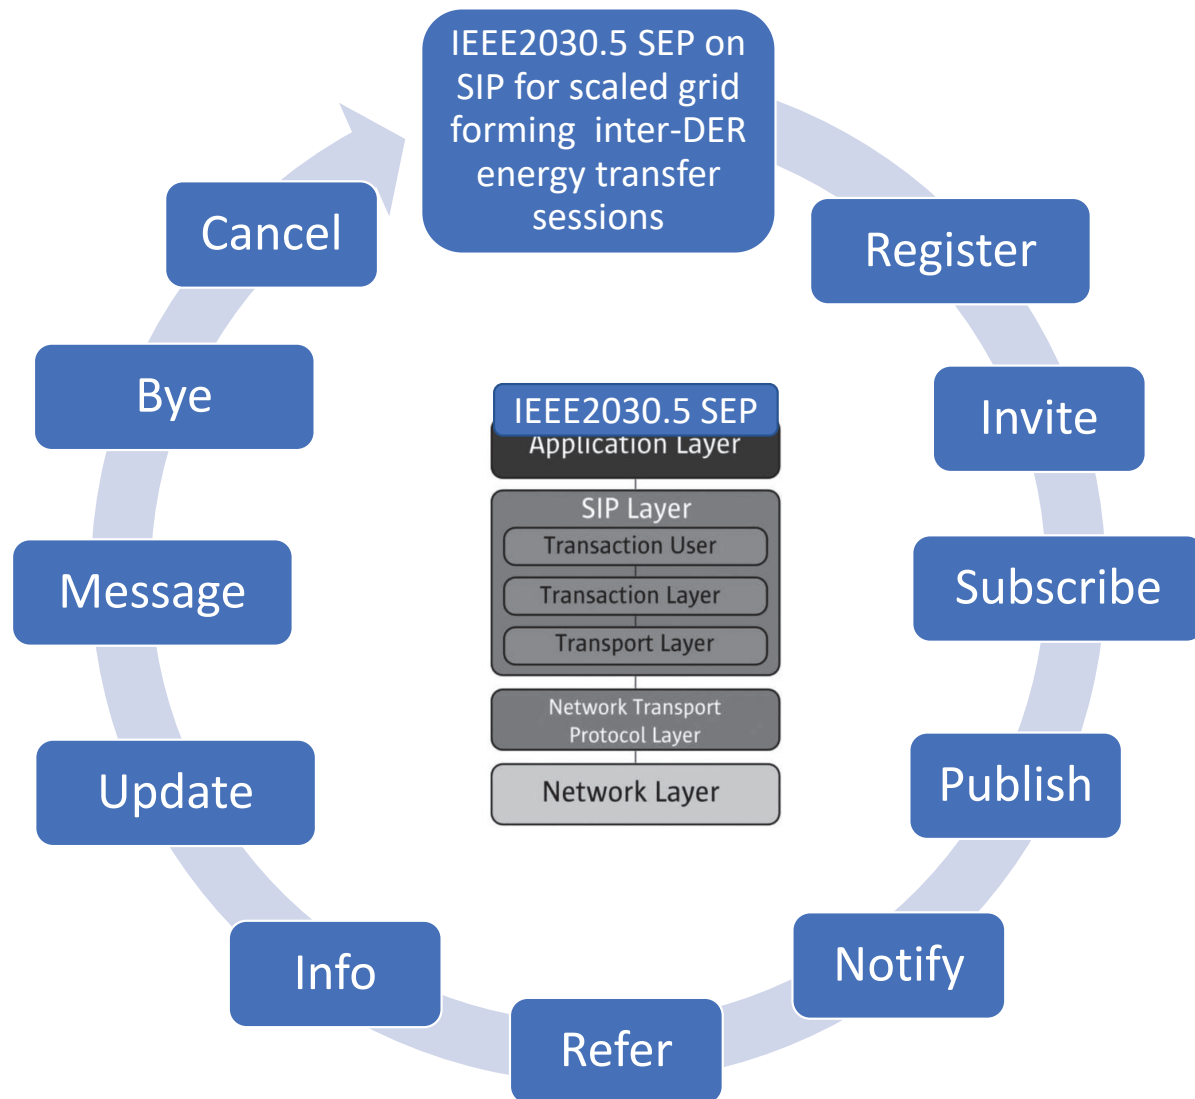 IEEE2030.5 SEP on
SIP for scaled grid
forming inter-DER
energy transfer
sessions
Register
Invite
Subscribe
Publish
Notify
Refer
Info
Update
Message
Bye
Cancel
IEEE2030.5 SEP
Application Layer
SIP Layer
Transaction User
Transaction Layer
Transport Layer
Network Transport
Protocol Layer
Network Layer